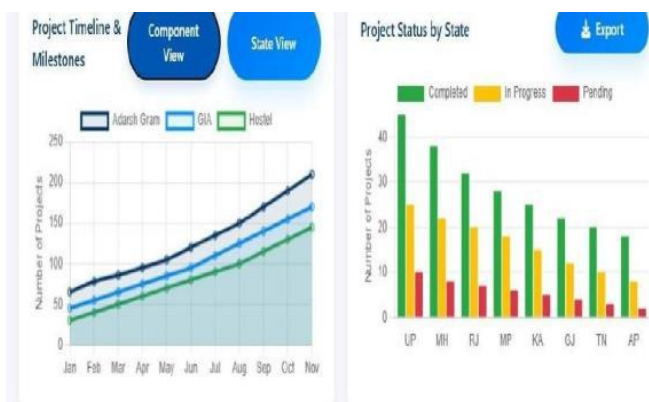 Project Timeline &
Milestones
Component
View
State View
Adarsh Gram GIA Hostel
Number of Projects
250
200
150
100
50
0
Jan Feb Mar Apr May Jun Jul Aug Sep Oct Nov
Project Status by State
Export
Completed In Progress Pending
Number of Projects
40
30
20
10
0
UP MH RJ MP KA GJ TN AP